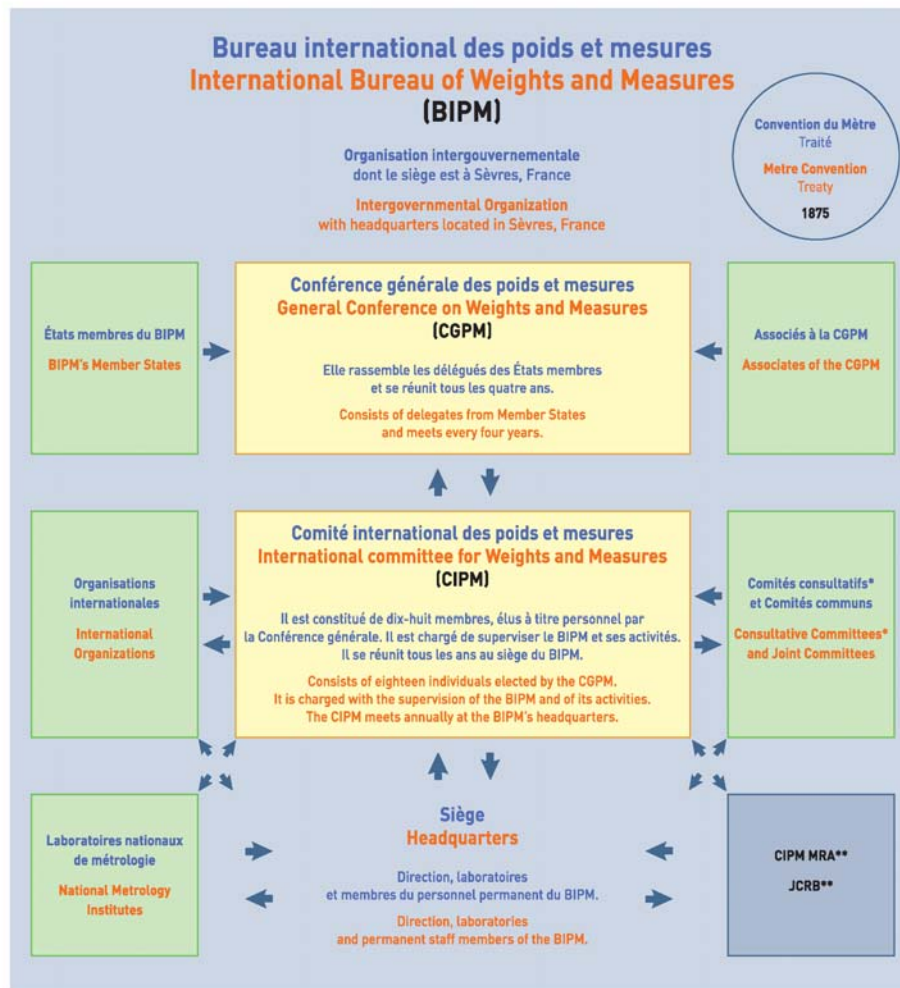 Bureau international des poids et mesures
International Bureau of Weights and Measures
(BIPM)
Convention du Mètre
Traité
Metre Convention
Treaty
1875
Organisation intergouvernementale
dont le siège est à Sèvres, France
Intergovernmental Organization
with headquarters located in Sèvres, France
États membres du BIPM
BIPM's Member States
Conférence générale des poids et mesures
General Conference on Weights and Measures
(CGPM)
Elle rassemble les délégués des États membres
et se réunit tous les quatre ans.
Consists of delegates from Member States
and meets every four years.
Associés à la CGPM
Associates of the CGPM
Organisations
internationales
International
Organizations
Comité international des poids et mesures
International committee for Weights and Measures
(CIPM)
Il est constitué de dix-huit membres, élus à titre personnel par
la Conférence générale. Il est chargé de superviser le BIPM et ses activités.
Il se réunit tous les ans au siège du BIPM.
Consists of eighteen individuals elected by the CGPM.
It is charged with the supervision of the BIPM and of its activities.
The CIPM meets annually at the BIPM's headquarters.
Comités consultatifs*
et Comités communs
Consultative Committees*
and Joint Committees
Laboratoires nationaux
de métrologie
National Metrology
Institutes
Siège
Headquarters
Direction, laboratoires
et membres du personnel permanent du BIPM.
Direction, laboratories
and permanent staff members of the BIPM.
CIPM MRA**
JCRB**